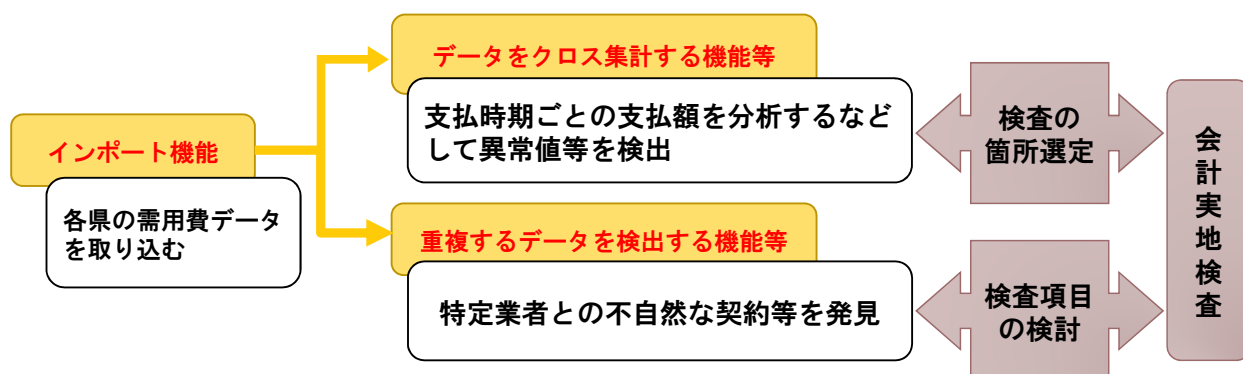 インポート機能
各県の需用費データ
を取り込む
データをクロス集計する機能等
支払時期ごとの支払額を分析するなど
して異常値等を検出
重複するデータを検出する機能等
特定業者との不自然な契約等を発見
検査の
箇所選定
検査項目
の検討
会計実地検査